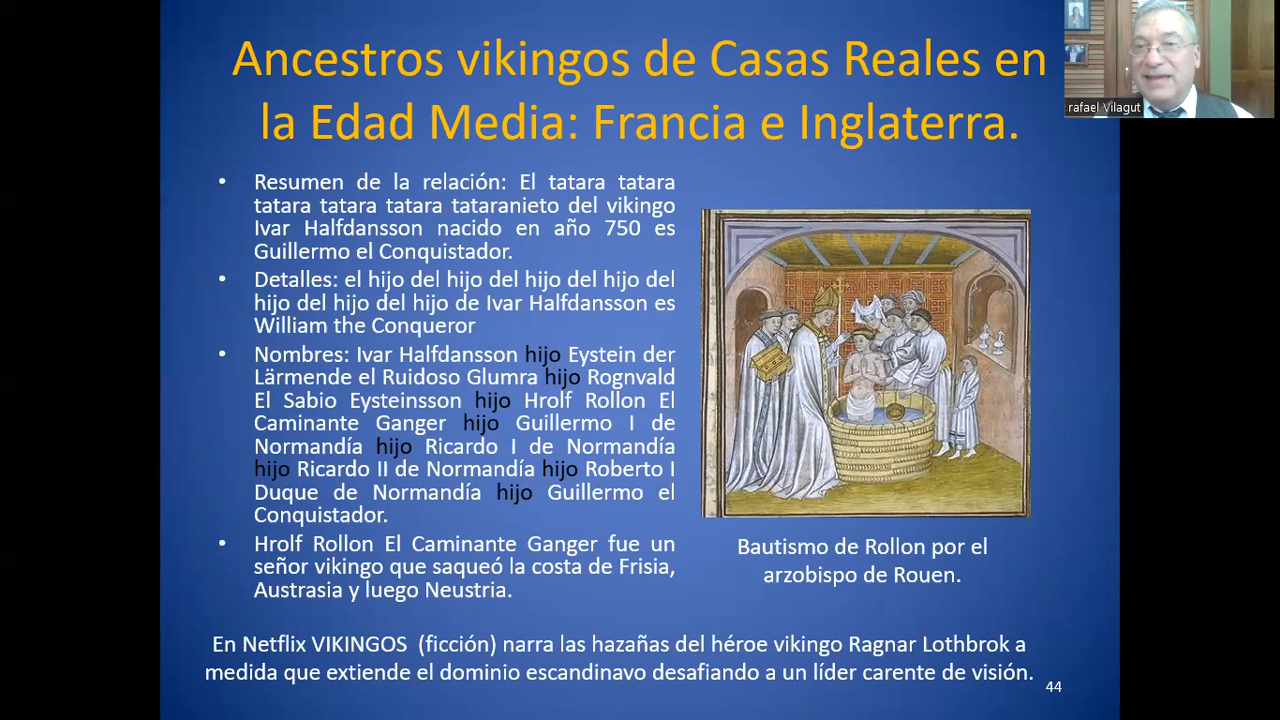 Ancestros vikingos de Casas Reales en
la Edad Media: Francia e Inglaterra.
rafael Vilagut
• Resumen de la relación: El tatara tatara
tatara tatara tatara tataranieto del vikingo
Ivar Halfdansson nacido en año 750 es
Guillermo el Conquistador.
• Detalles: el hijo del hijo del hijo del hijo del
hijo del hijo del hijo de Ivar Halfdansson es
William the Conqueror
• Nombres: Ivar Halfdansson hijo Eystein der
Lärmende el Ruidoso Glumra hijo Rognvald
El Sabio Eysteinsson hijo Hrolf Rollon El
Caminante Ganger hijo Guillermo I de
Normandía hijo Ricardo I de Normandía
hijo Ricardo II de Normandía hijo Roberto I
Duque de Normandía hijo Guillermo el
Conquistador.
• Hrolf Rollon El Caminante Ganger fue un
señor vikingo que saqueó la costa de Frisia,
Austrasia y luego Neustria.
Bautismo de Rollon por el
arzobispo de Rouen.
En Netflix VIKINGOS (ficción) narra las hazañas del héroe vikingo Ragnar Lothbrok a
medida que extiende el dominio escandinavo desafiando a un líder carente de visión.
44